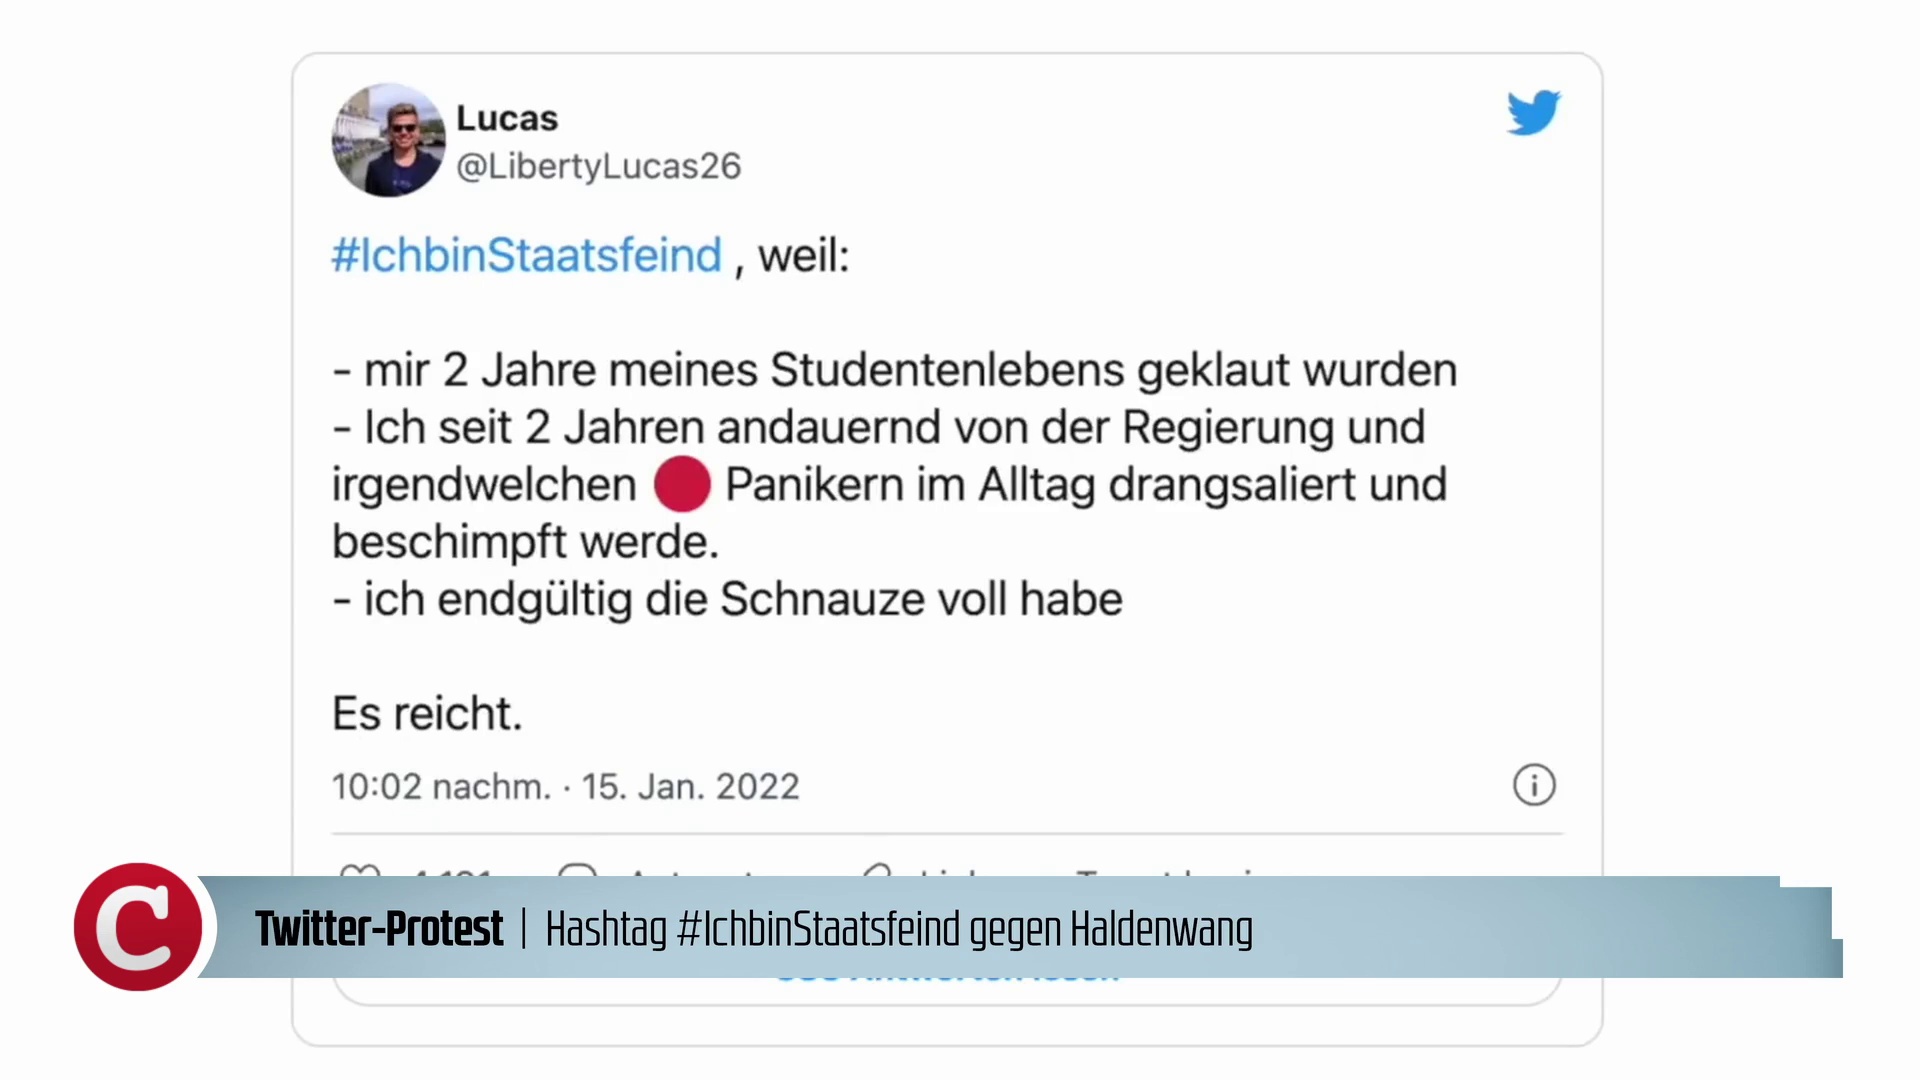 Lucas
@LibertyLucas26
#IchbinStaatsfeind , weil:
- mir 2 Jahre meines Studentenlebens geklaut wurden
- Ich seit 2 Jahren andauernd von der Regierung und
irgendwelchen Panikern im Alltag drangsaliert und
beschimpft werde.
- ich endgültig die Schnauze voll habe
Es reicht.
10:02 nachm. · 15. Jan. 2022
C
Twitter-Protest | Hashtag #IchbinStaatsfeind gegen Haldenwang